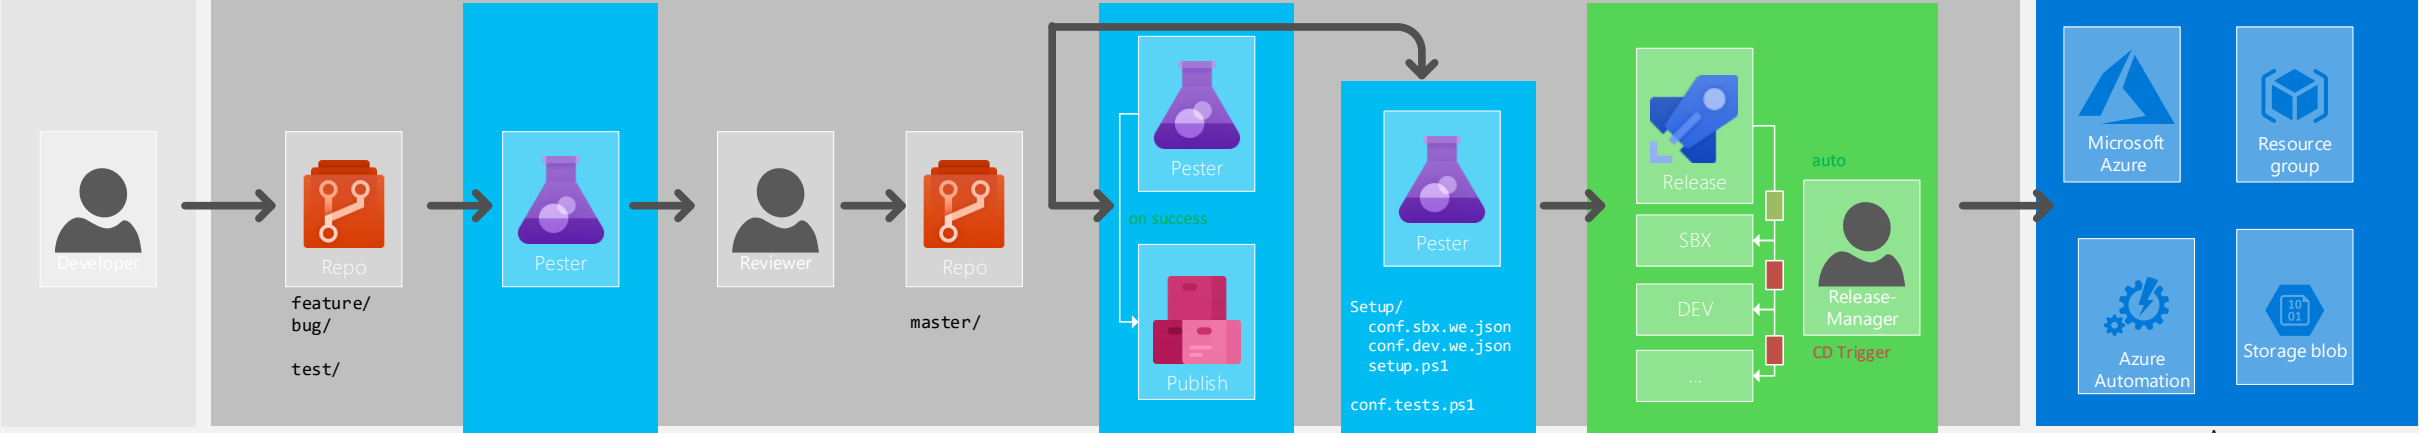 Developer
Repo
feature/
bug/
test/
Pester
Reviewer
Repo
master/
Pester
on success
Publish
Pester
Setup/
conf.sbx.we.json
conf.dev.we.json
setup.ps1
conf.tests.ps1
Release
SBX
DEV
...
auto
Release-
Manager
CD Trigger
Microsoft
Azure
Resource
group
Azure
Automation
Storage blob